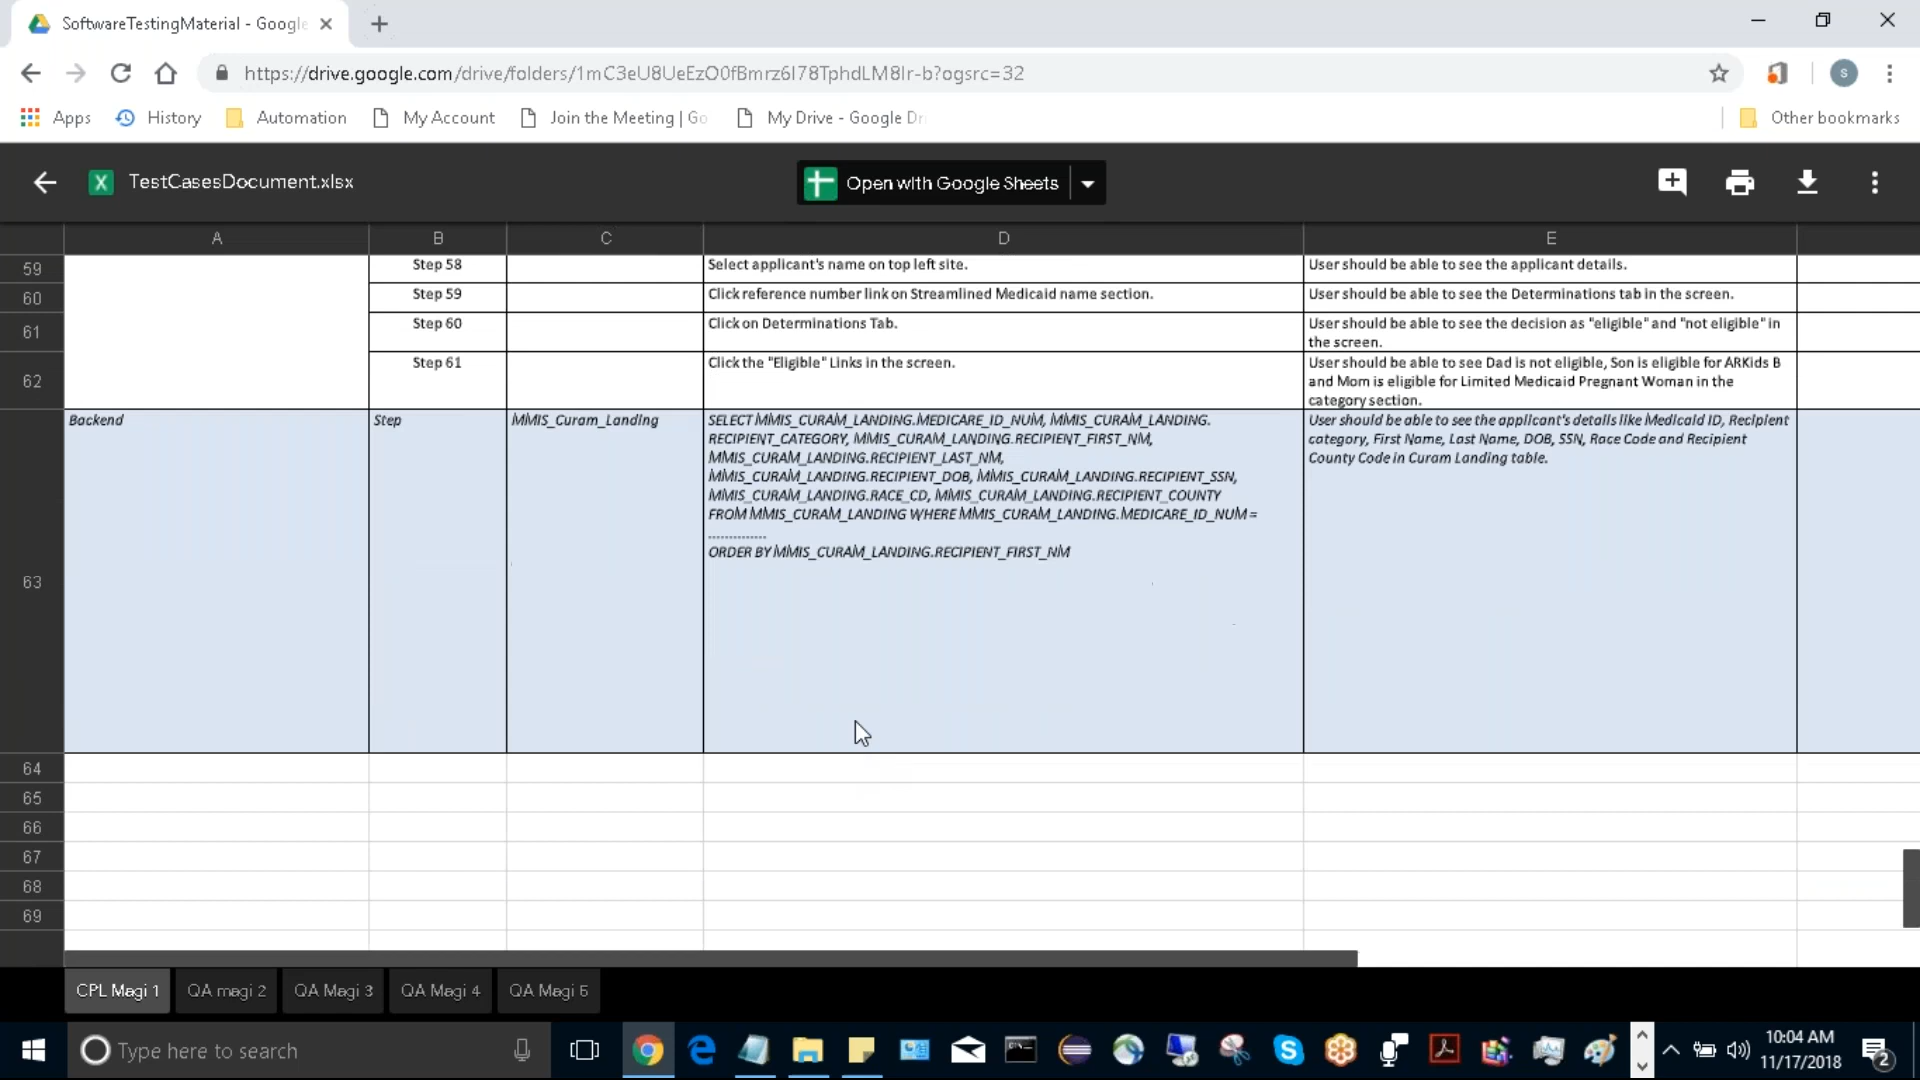 SoftwareTestingMaterial - Google
https://drive.google.com/drive/folders/1mC3eU8UeEzO0fBmrz6I78TphdLM8Ir-b?ogsrc=32
S
Apps
History
Automation
My Account
Join the Meeting | Go
My Drive - Google Dr
Other bookmarks
TestCasesDocument.xlsx
Open with Google Sheets
A
B
C
D
E
59
Step 58
Select applicant's name on top left site.
User should be able to see the applicant details.
60
Step 59
Click reference number link on Streamlined Medicaid name section.
User should be able to see the Determinations tab in the screen.
61
Step 60
Click on Determinations Tab.
User should be able to see the decision as "eligible" and "not eligible" in
the screen.
62
Step 61
Click the "Eligible" Links in the screen.
User should be able to see Dad is not eligible, Son is eligible for ARKids B
and Mom is eligible for Limited Medicaid Pregnant Woman in the
category section.
63
Backend
Step
MMIS_Curam_Landing
SELECT MMIS_CURAM_LANDING.MEDICARE_ID_NUM, MMIS_CURAM_LANDING.
RECIPIENT_CATEGORY, MMIS_CURAM_LANDING.RECIPIENT_FIRST_NM,
MMIS_CURAM_LANDING.RECIPIENT_LAST_NM,
MMIS_CURAM_LANDING.RECIPIENT_DOB, MMIS_CURAM_LANDING.RECIPIENT_SSN,
MMIS_CURAM_LANDING.RACE_CD, MMIS_CURAM_LANDING.RECIPIENT_COUNTY
FROM MMIS_CURAM_LANDING WHERE MMIS_CURAM_LANDING.MEDICARE_ID_NUM =
--------------
ORDER BY MMIS_CURAM_LANDING.RECIPIENT_FIRST_NM
User should be able to see the applicant's details like Medicaid ID, Recipient
category, First Name, Last Name, DOB, SSN, Race Code and Recipient
County Code in Curam Landing table.
64
65
66
67
68
69
CPL Magi 1
QA magi 2
QA Magi 3
QA Magi 4
QA Magi 5
Type here to search
10:04 AM
11/17/2018
2